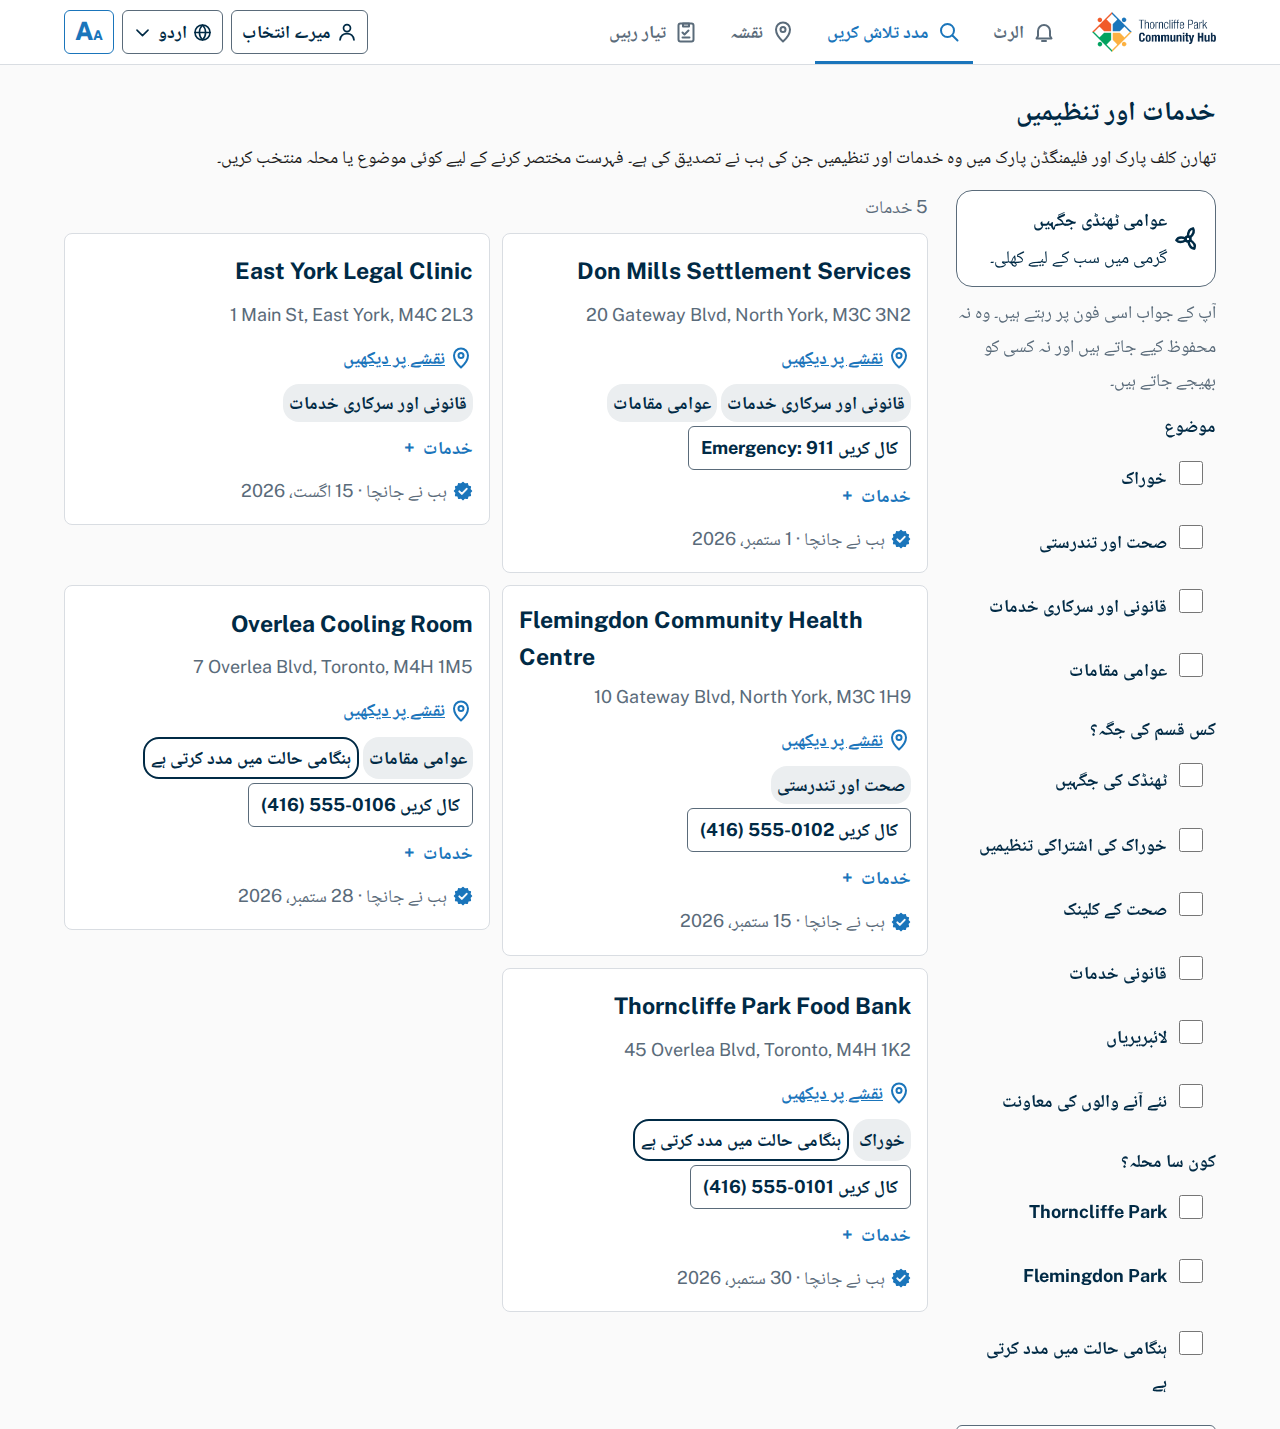 Thorncliffe Park
Community Hub
الرٹ
مدد تلاش کریں
نقشہ
تیار رہیں
میرے انتخاب
اردو
AA
خدمات اور تنظیمیں
تھارن کلف پارک اور فلیمنگڈن پارک میں وہ خدمات اور تنظیمیں جن کی ہب نے تصدیق کی ہے۔ فہرست مختصر کرنے کے لیے کوئی موضوع یا محلہ منتخب کریں۔
عوامی ٹھنڈی جگہیں
گرمی میں سب کے لیے کھلی۔
آپ کے جواب اسی فون پر رہتے ہیں۔ وہ نہ
محفوظ کیے جاتے ہیں اور نہ کسی کو
بھیجے جاتے ہیں۔
موضوع
خوراک
صحت اور تندرستی
قانونی اور سرکاری خدمات
عوامی مقامات
کس قسم کی جگہ؟
ٹھنڈک کی جگہیں
خوراک کی اشتراکی تنظیمیں
صحت کے کلینک
قانونی خدمات
لائبریریاں
نئے آنے والوں کی معاونت
کون سا محلہ؟
Thorncliffe Park
Flemingdon Park
ہنگامی حالت میں مدد کرتی
ہے
5 خدمات
Don Mills Settlement Services
20 Gateway Blvd, North York, M3C 3N2
نقشے پر دیکھیں
قانونی اور سرکاری خدمات
عوامی مقامات
کال کریں Emergency: 911
خدمات +
ہب نے جانچا · 1 ستمبر، 2026
East York Legal Clinic
1 Main St, East York, M4C 2L3
نقشے پر دیکھیں
قانونی اور سرکاری خدمات
خدمات +
ہب نے جانچا · 15 اگست، 2026
Flemingdon Community Health
Centre
10 Gateway Blvd, North York, M3C 1H9
نقشے پر دیکھیں
صحت اور تندرستی
کال کریں (416) 555-0102
خدمات +
ہب نے جانچا · 15 ستمبر، 2026
Overlea Cooling Room
7 Overlea Blvd, Toronto, M4H 1M5
نقشے پر دیکھیں
عوامی مقامات
ہنگامی حالت میں مدد کرتی ہے
کال کریں (416) 555-0106
خدمات +
ہب نے جانچا · 28 ستمبر، 2026
Thorncliffe Park Food Bank
45 Overlea Blvd, Toronto, M4H 1K2
نقشے پر دیکھیں
خوراک
ہنگامی حالت میں مدد کرتی ہے
کال کریں (416) 555-0101
خدمات +
ہب نے جانچا · 30 ستمبر، 2026